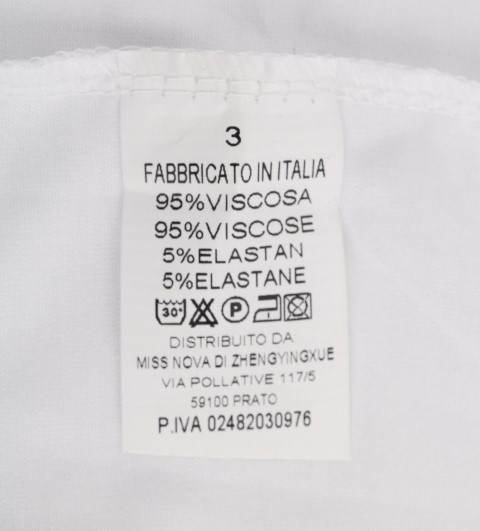 3
FABBRICATO IN ITALIA
95%VISCOSA
95%VISCOSE
5%ELASTAN
5%ELASTANE
30° P
DISTRIBUITO DA
MISS NOVA DI ZHENGYINGXUE
VIA POLLATIVE 117/5
59100 PRATO
P.IVA 02482030976